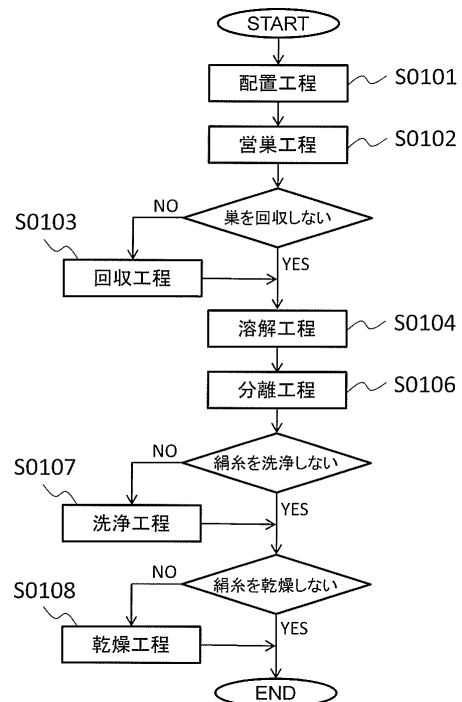 START
配置工程
S0101
営巣工程
S0102
巣を回収しない
NO
S0103
回収工程
YES
溶解工程
S0104
分離工程
S0106
絹糸を洗浄しない
NO
S0107
YES
洗浄工程
絹糸を乾燥しない
NO
S0108
YES
乾燥工程
END